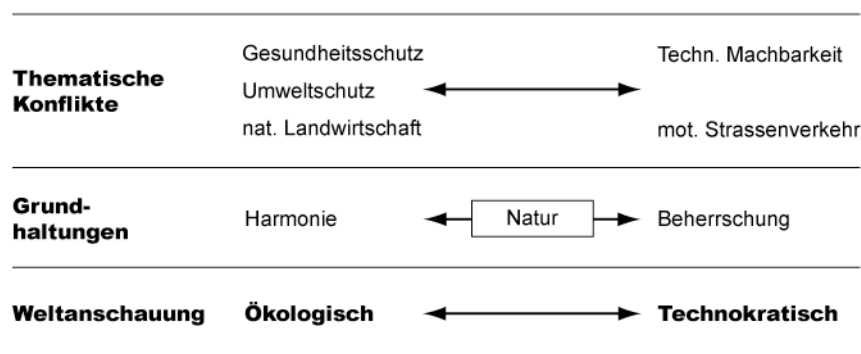 Thematische Konflikte
Gesundheitsschutz
Umweltschutz
nat. Landwirtschaft
Techn. Machbarkeit
mot. Strassenverkehr
Grund-
haltungen
Harmonie
Natur
Beherrschung
Weltanschauung
Ökologisch
Technokratisch